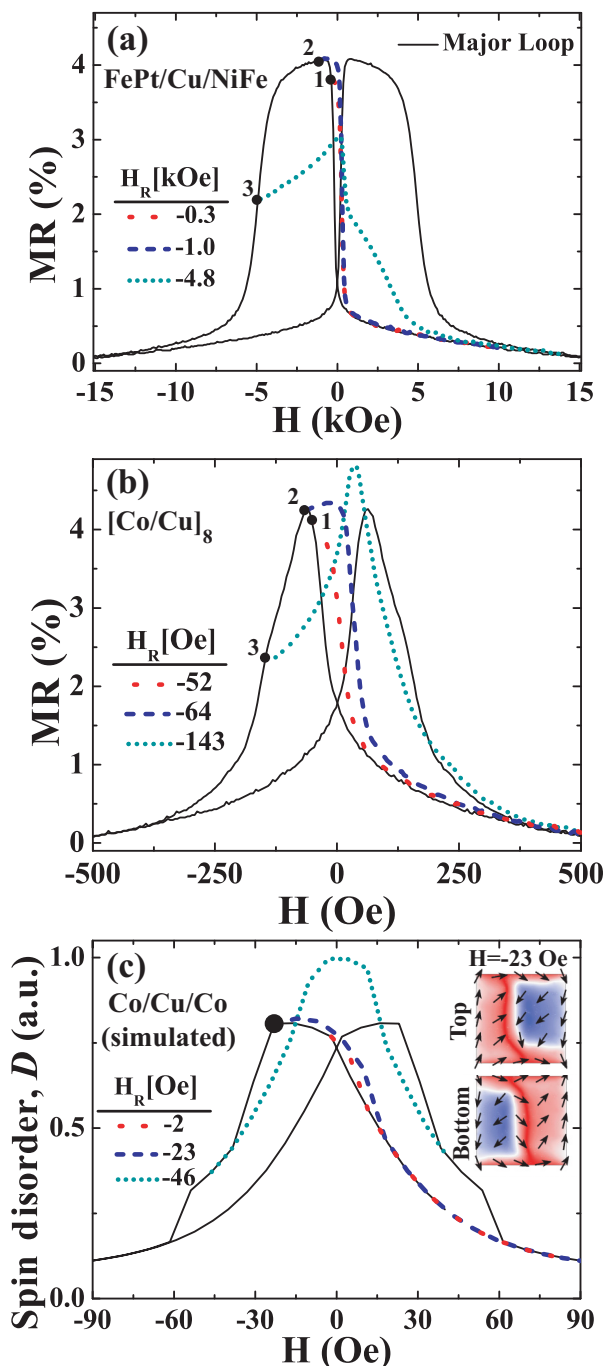 (a)
Major Loop
FePt/Cu/NiFe
2
1
3
H_R[kOe]
-0.3
-1.0
-4.8
MR (%)
4
3
2
1
0
-15 -10 -5 0 5 10 15
H (kOe)
(b)
[Co/Cu]_8
2
1
3
H_R[Oe]
-52
-64
-143
MR (%)
4
3
2
1
0
-500 -250 0 250 500
H (Oe)
(c)
Co/Cu/Co
(simulated)
H=-23 Oe
Top
Bottom
H_R[Oe]
-2
-23
-46
Spin disorder, D (a.u.)
1.0
0.5
0.0
-90 -60 -30 0 30 60 90
H (Oe)